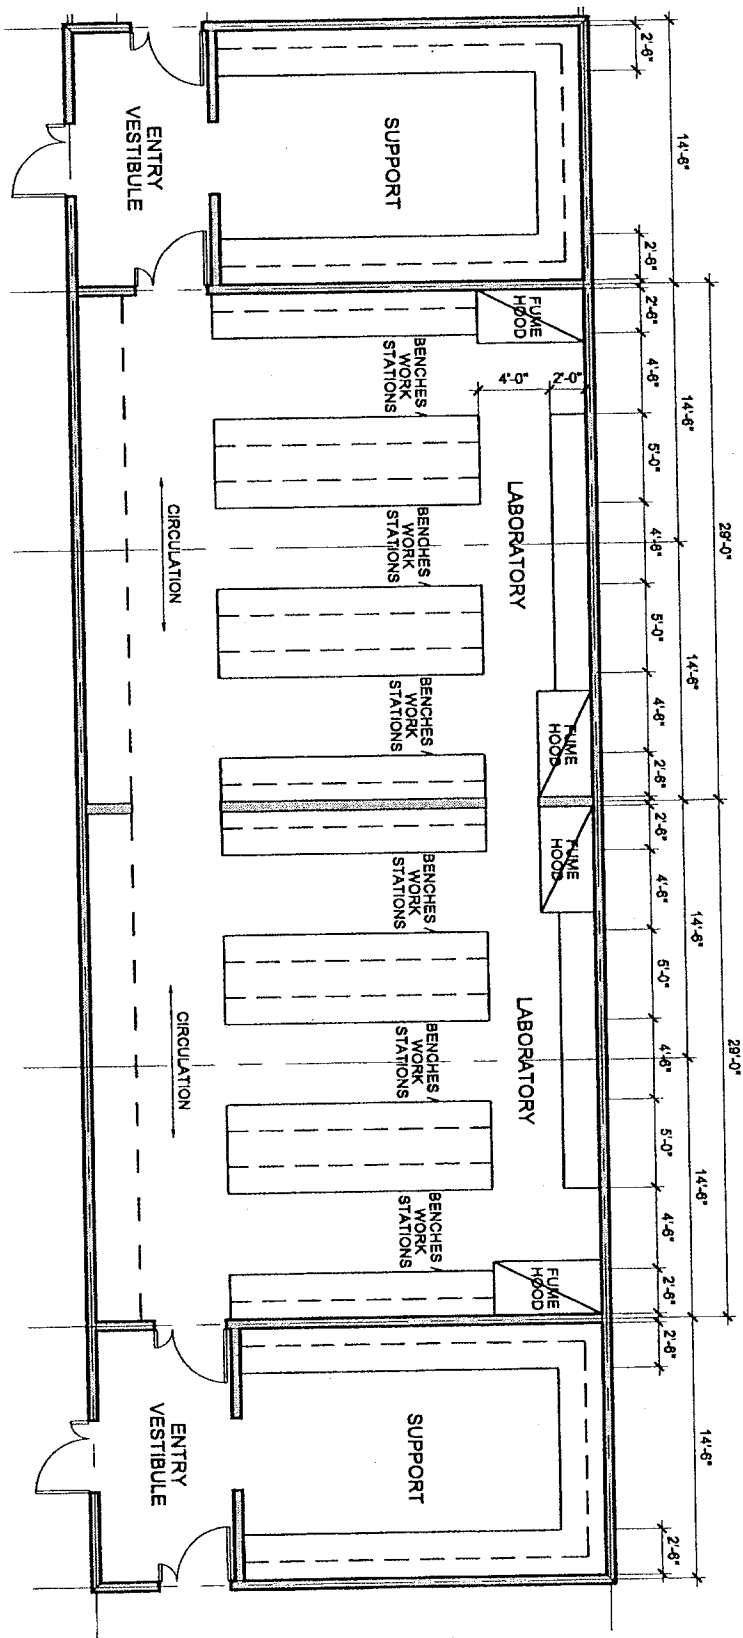 29'-0"
29'-0"
14'-6"
14'-6"
14'-6"
14'-6"
14'-6"
14'-6"
2'-6"
2'-6"
2'-6"
4'-6"
5'-0"
4'-6"
5'-0"
4'-6"
2'-6"
2'-6"
4'-6"
5'-0"
4'-6"
5'-0"
4'-6"
2'-6"
2'-6"
2'-6"
FUME
HOOD
2'-0"
4'-0"
FUME
HOOD
FUME
HOOD
FUME
HOOD
LABORATORY
LABORATORY
SUPPORT
BENCHES /
WORK
STATIONS
BENCHES /
WORK
STATIONS
BENCHES /
WORK
STATIONS
BENCHES /
WORK
STATIONS
BENCHES /
WORK
STATIONS
BENCHES /
WORK
STATIONS
SUPPORT
ENTRY
VESTIBULE
CIRCULATION
CIRCULATION
ENTRY
VESTIBULE